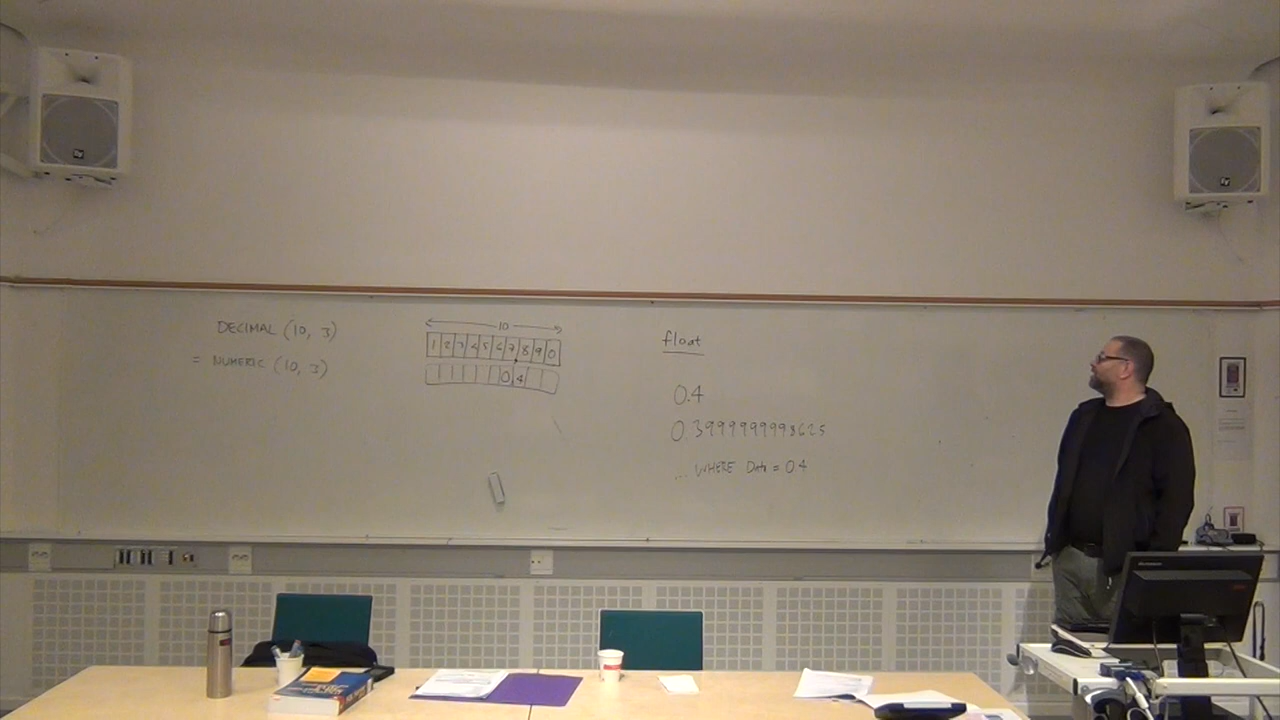 DECIMAL (10, 3)
= NUMERIC (10, 3)
10
1 2 3 4 5 6 7 8 9 0
0.4
float
0.4
0.3999999998625
... WHERE Data = 0.4